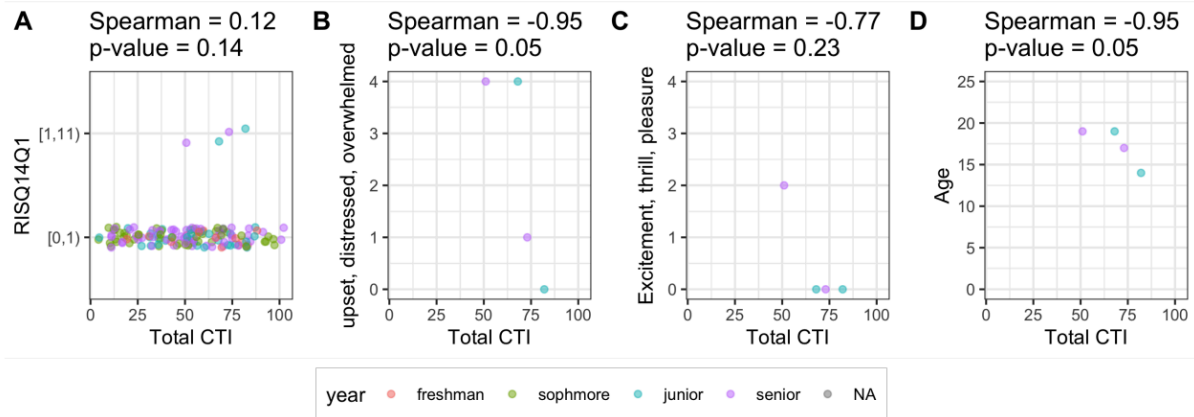 A
Spearman = 0.12
p-value = 0.14
RISQ14Q1
[1,11)
[0,1)
0 25 50 75 100
Total CTI
B
Spearman = -0.95
p-value = 0.05
upset, distressed, overwhelmed
4
3
2
1
0
0 25 50 75 100
Total CTI
C
Spearman = -0.77
p-value = 0.23
Excitement, thrill, pleasure
4
3
2
1
0
0 25 50 75 100
Total CTI
D
Spearman = -0.95
p-value = 0.05
Age
25
20
15
10
5
0
0 25 50 75 100
Total CTI
year freshman sophmore junior senior NA